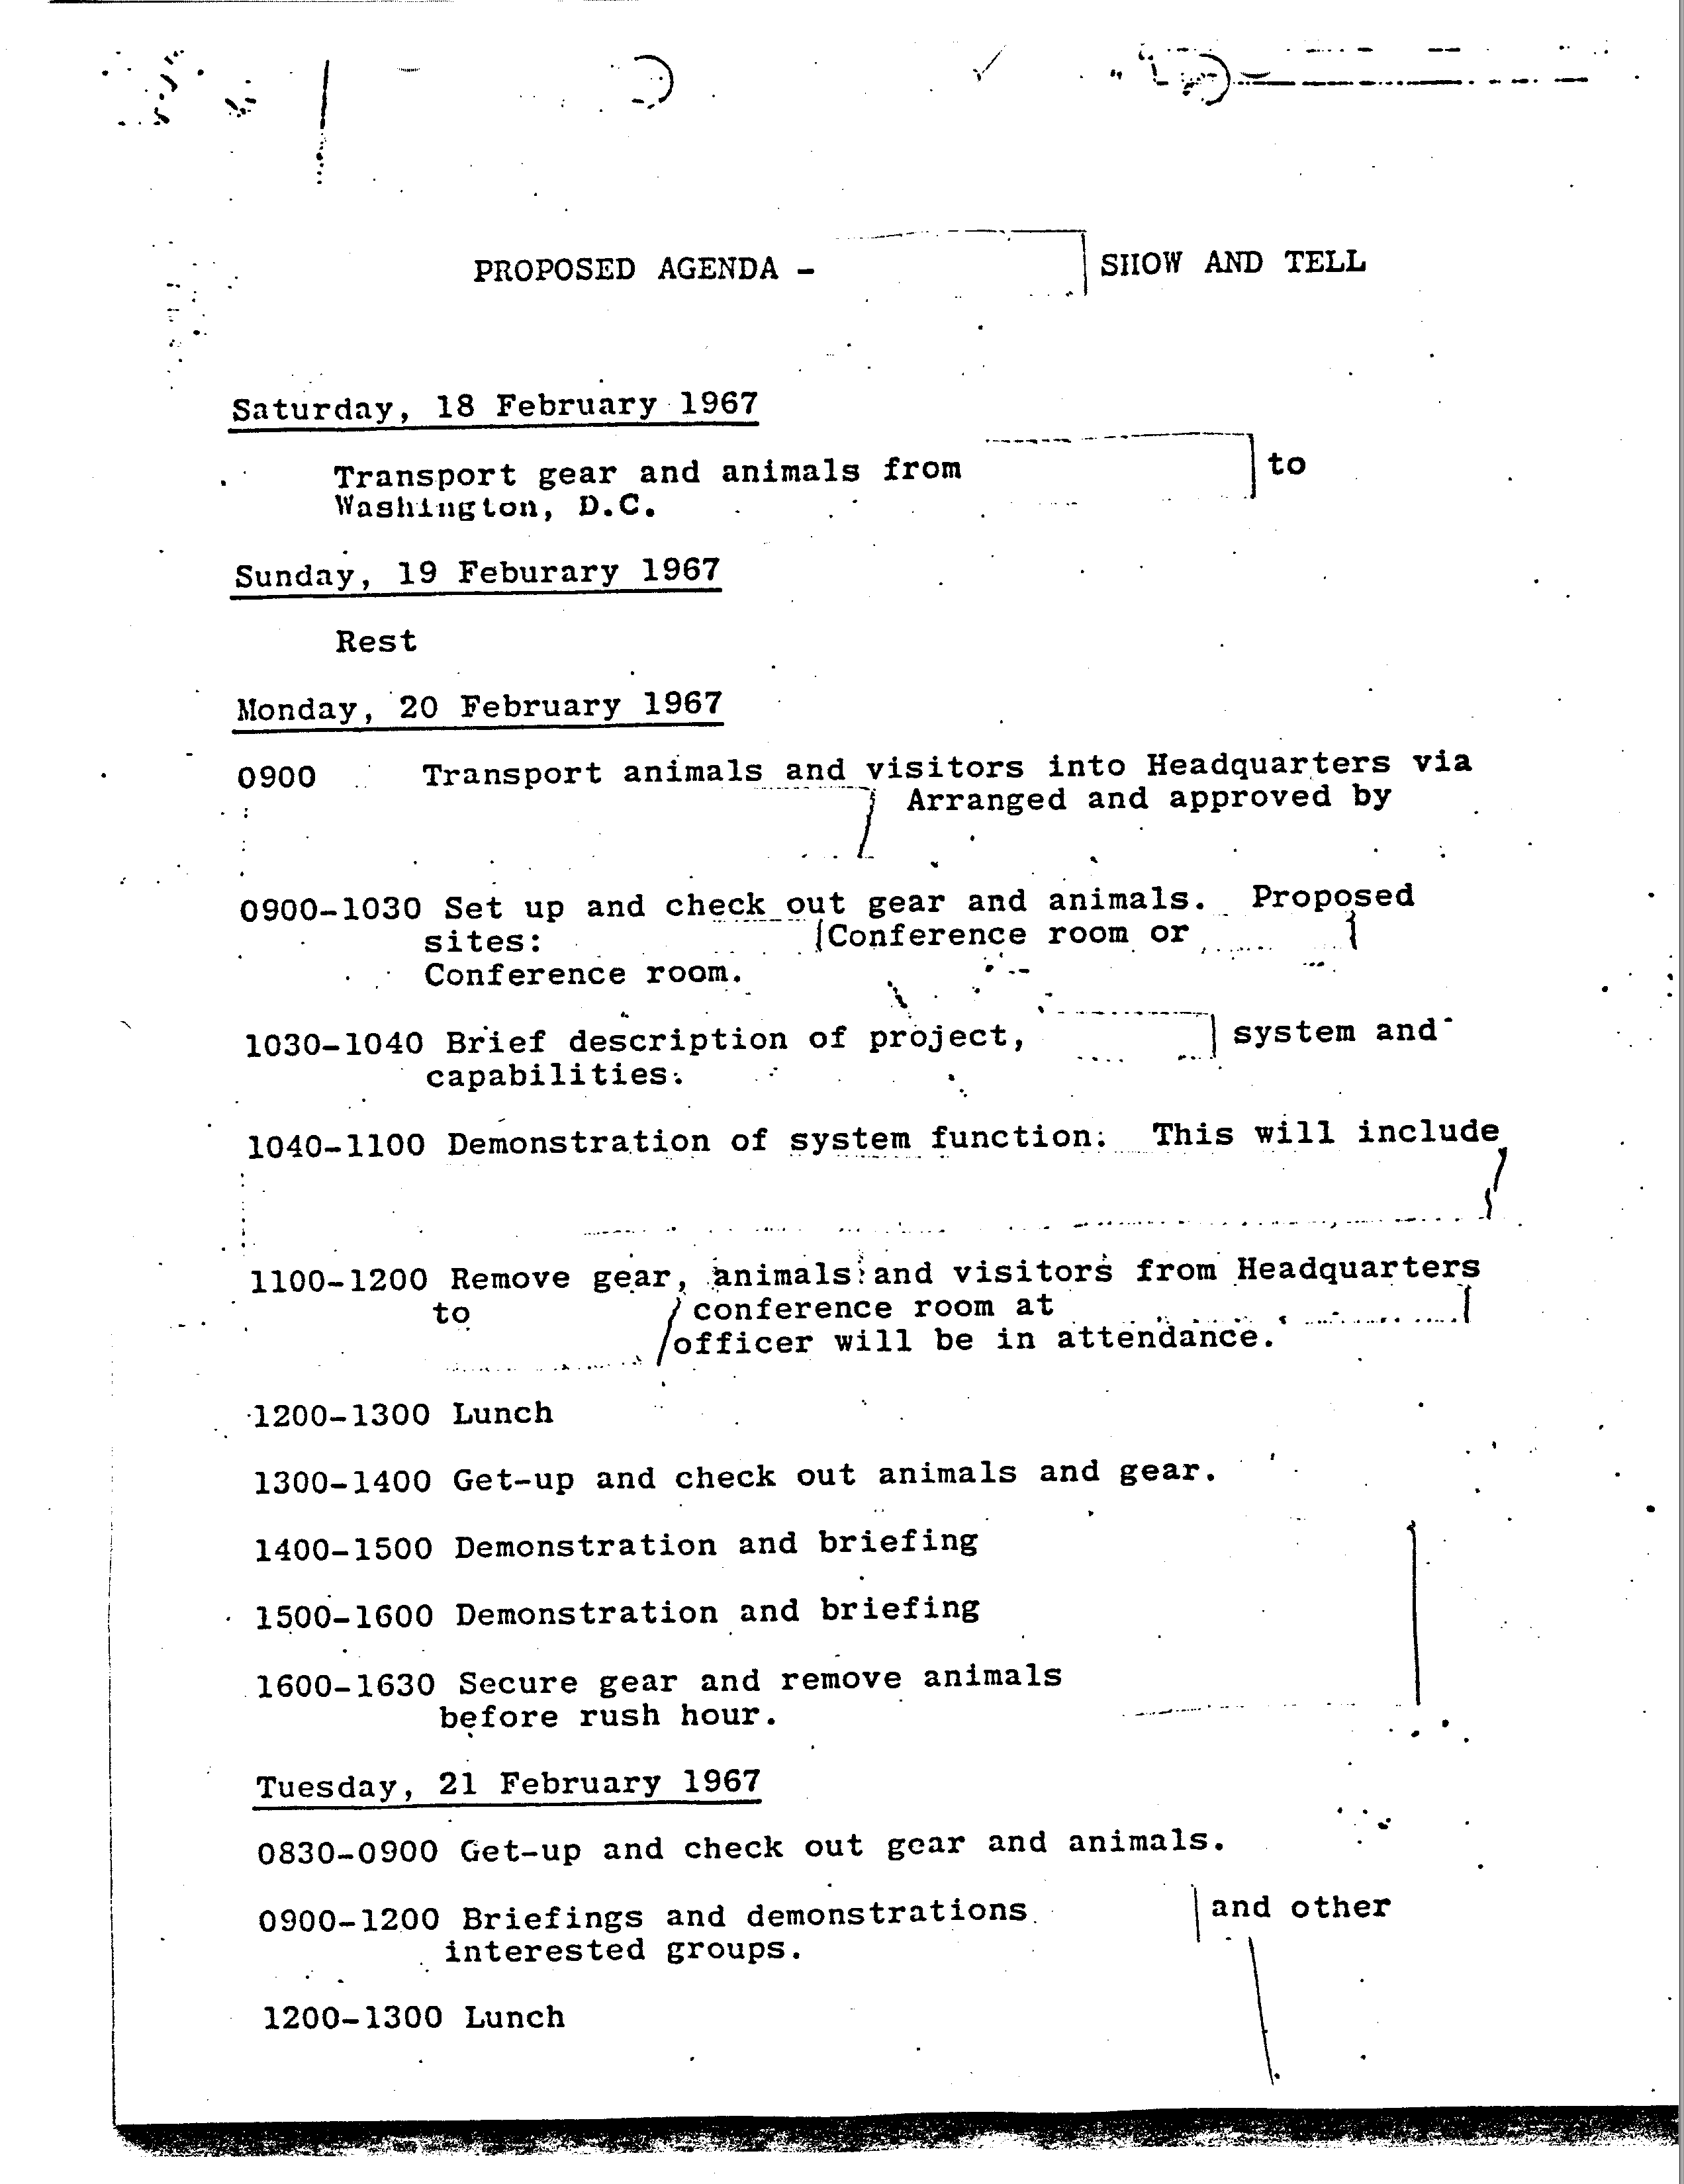 PROPOSED AGENDA - SHOW AND TELL
Saturday, 18 February 1967
Transport gear and animals from to
Washington, D.C.
Sunday, 19 Feburary 1967
Rest
Monday, 20 February 1967
0900 Transport animals and visitors into Headquarters via
Arranged and approved by
0900-1030 Set up and check out gear and animals. Proposed
sites: Conference room or
Conference room.
1030-1040 Brief description of project, system and
capabilities.
1040-1100 Demonstration of system function. This will include
1100-1200 Remove gear, animals and visitors from Headquarters
to conference room at
officer will be in attendance.
1200-1300 Lunch
1300-1400 Get-up and check out animals and gear.
1400-1500 Demonstration and briefing
1500-1600 Demonstration and briefing
1600-1630 Secure gear and remove animals
before rush hour.
Tuesday, 21 February 1967
0830-0900 Get-up and check out gear and animals.
0900-1200 Briefings and demonstrations and other
interested groups.
1200-1300 Lunch